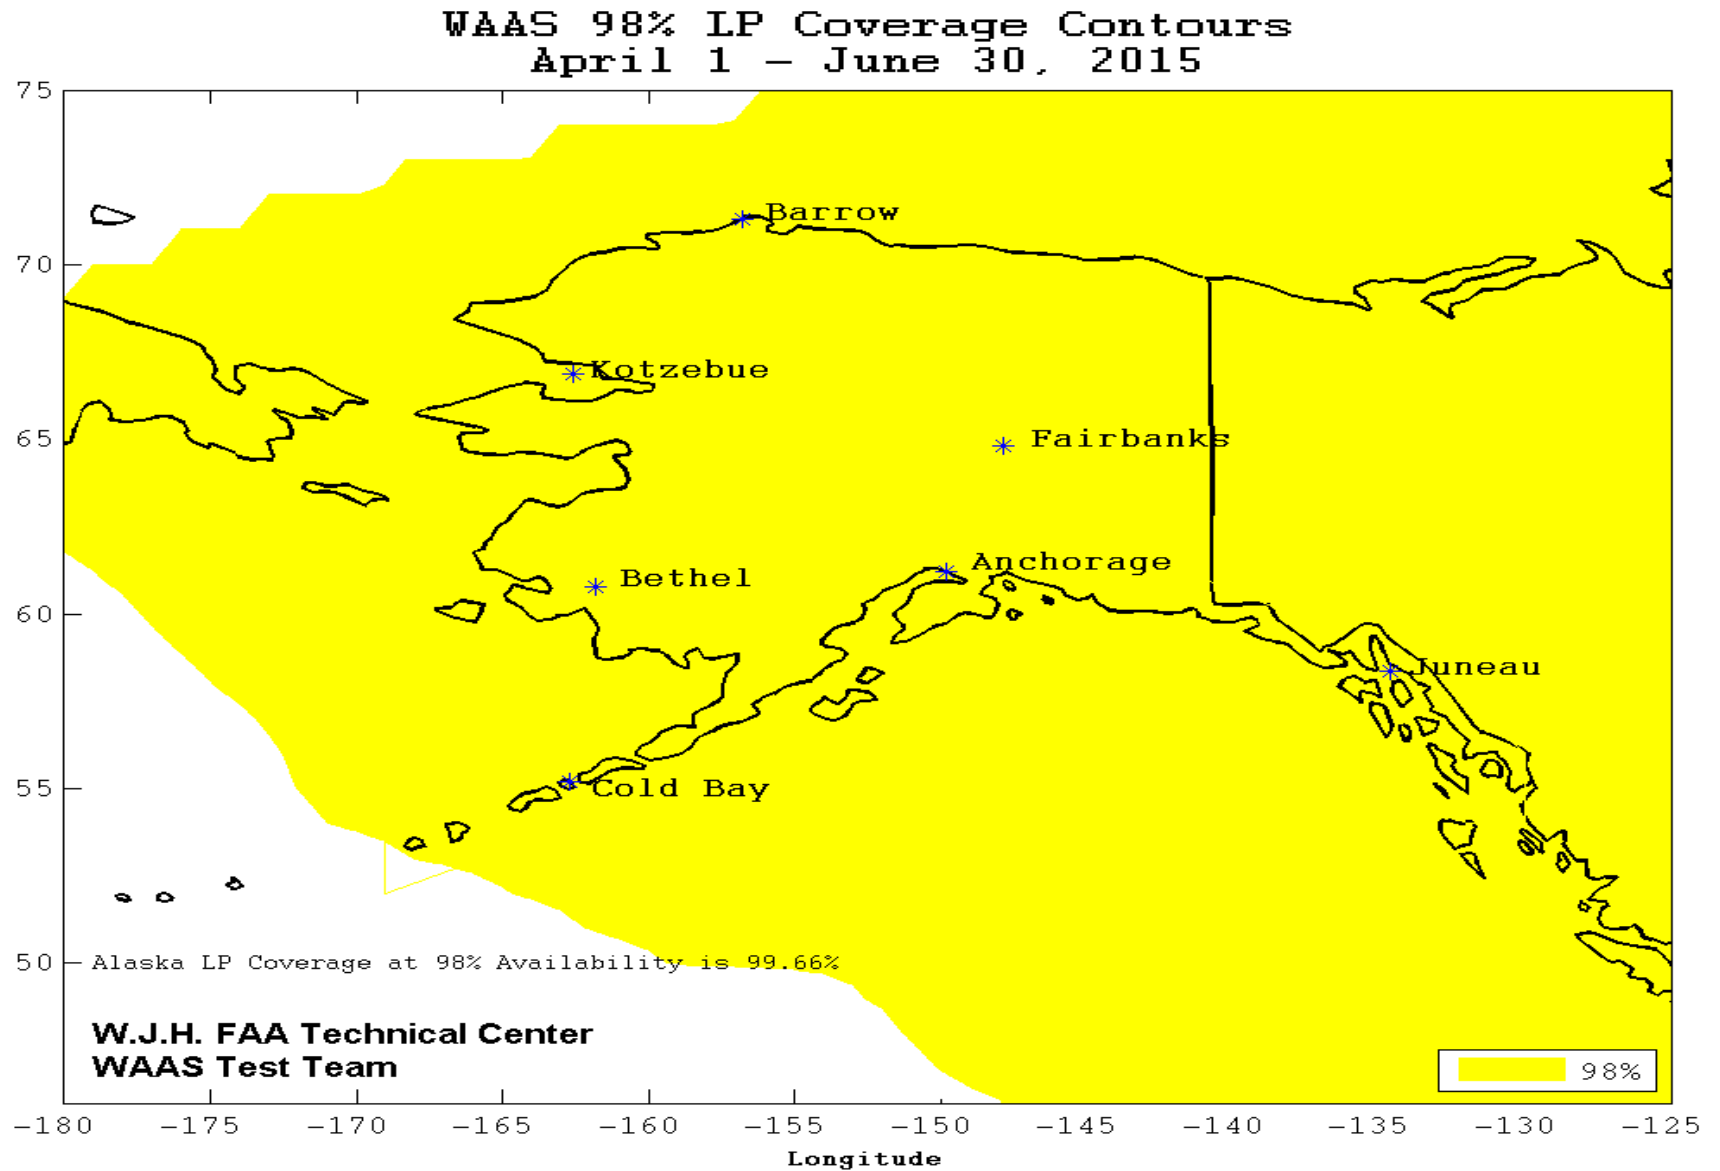 WAAS 98% LP Coverage Contours
April 1 – June 30, 2015
75
70
65
60
55
50
Barrow
Kotzebue
Fairbanks
Anchorage
Bethel
Juneau
Cold Bay
Alaska LP Coverage at 98% Availability is 99.66%
W.J.H. FAA Technical Center
WAAS Test Team
98%
−180 −175 −170 −165 −160 −155 −150 −145 −140 −135 −130 −125
Longitude